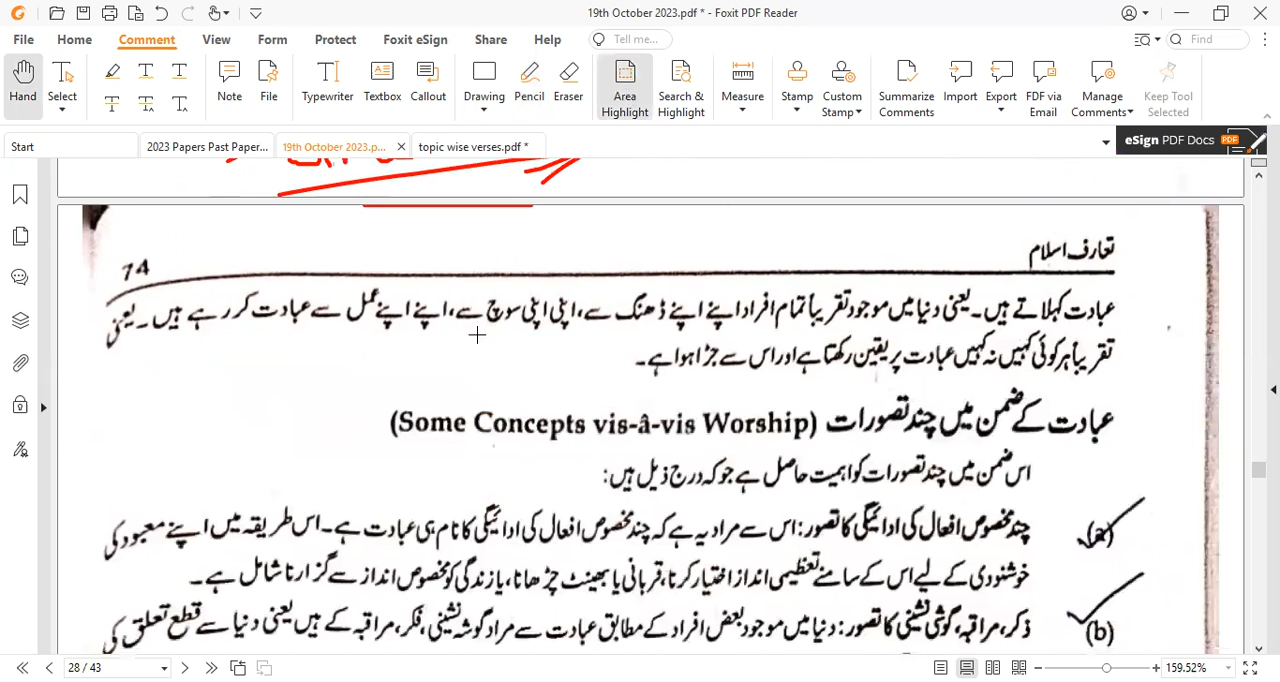 19th October 2023.pdf * - Foxit PDF Reader
File Home Comment View Form Protect Foxit eSign Share Help Tell me... Find
Hand Select Note File Typewriter Textbox Callout Drawing Pencil Eraser Area Highlight Search & Highlight Measure Stamp Custom Stamp Summarize Comments Import Export FDF via Email Manage Comments Keep Tool Selected
Start 2023 Papers Past Paper... 19th October 2023.p... topic wise verses.pdf * eSign PDF Docs PDF
تعارف اسلام
74
عبادت کہلاتے ہیں۔ یعنی دنیا میں موجود تقریباً تمام افراد اپنے اپنے ڈھنگ سے، اپنی اپنی سوچ سے، اپنے اپنے عمل سے عبادت کر رہے ہیں۔ یعنی
تقریباً ہر کوئی کہیں نہ کہیں عبادت پر یقین رکھتا ہے اور اس سے جڑا ہوا ہے۔
عبادت کے ضمن میں چند تصورات (Some Concepts vis-â-vis Worship)
اس ضمن میں چند تصورات کو اہمیت حاصل ہے جو کہ درج ذیل ہیں:
(a) چند مخصوص افعال کی ادائیگی کا تصور: اس سے مراد یہ ہے کہ چند مخصوص افعال کی ادائیگی کا نام ہی عبادت ہے۔ اس طریقہ میں اپنے معبود کی
خوشنودی کے لیے اس کے سامنے تعظیمی انداز اختیار کرنا، قربانی یا بھینٹ چڑھانا، یا زندگی کو مخصوص انداز سے گزارنا شامل ہے۔
(b) ذکر، مراقبہ، گوشی نشینی کا تصور: دنیا میں موجود بعض افراد کے مطابق عبادت سے مراد گوشہ نشینی، فکر، مراقبہ کے ہیں یعنی دنیا سے قطع تعلق کی
28 / 43 159.52%